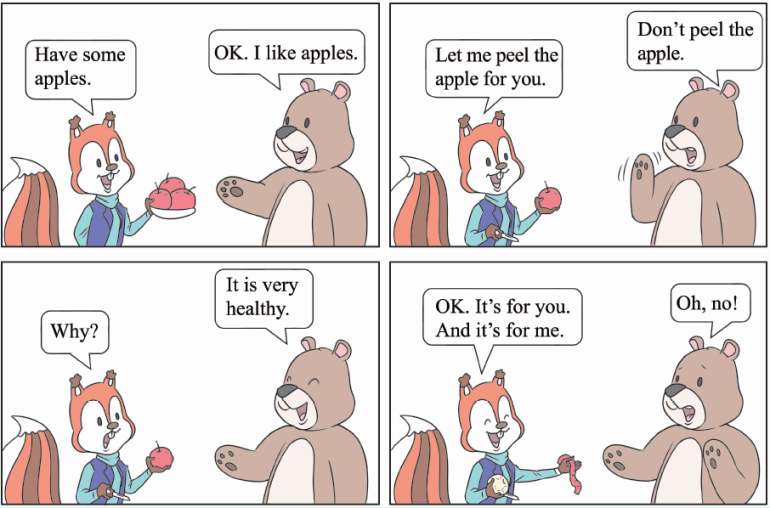 Have some
apples.
OK. I like apples.
Let me peel the
apple for you.
Don't peel the
apple.
Why?
It is very
healthy.
OK. It's for you.
And it's for me.
Oh, no!